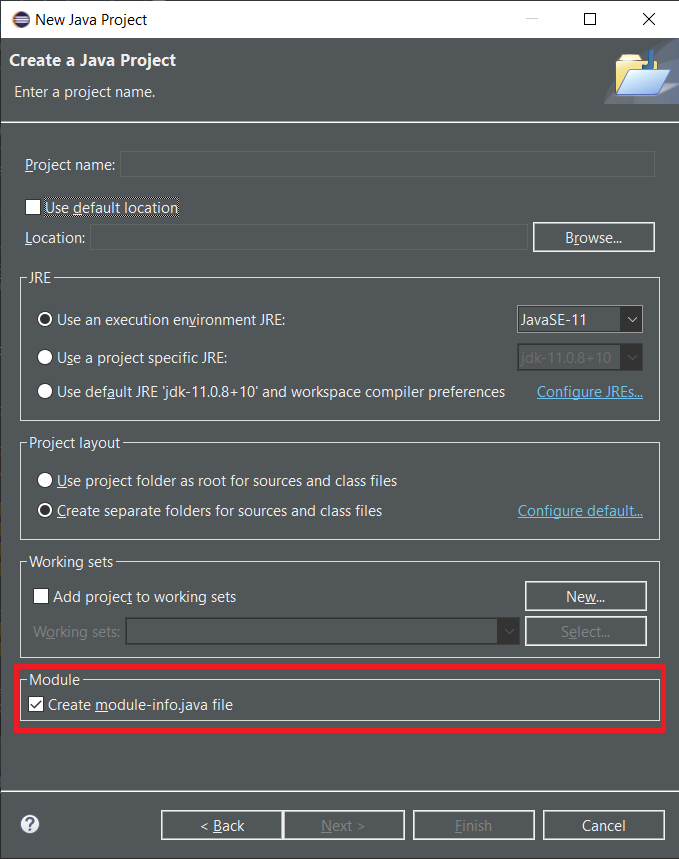 New Java Project
Create a Java Project
Enter a project name.
Project name:
Use default location
Location:
Browse...
JRE
Use an execution environment JRE:
JavaSE-11
Use a project specific JRE:
jdk-11.0.8+10
Use default JRE 'jdk-11.0.8+10' and workspace compiler preferences
Configure JREs...
Project layout
Use project folder as root for sources and class files
Create separate folders for sources and class files
Configure default...
Working sets
Add project to working sets
New...
Working sets:
Select...
Module
Create module-info.java file
?
< Back
Next >
Finish
Cancel